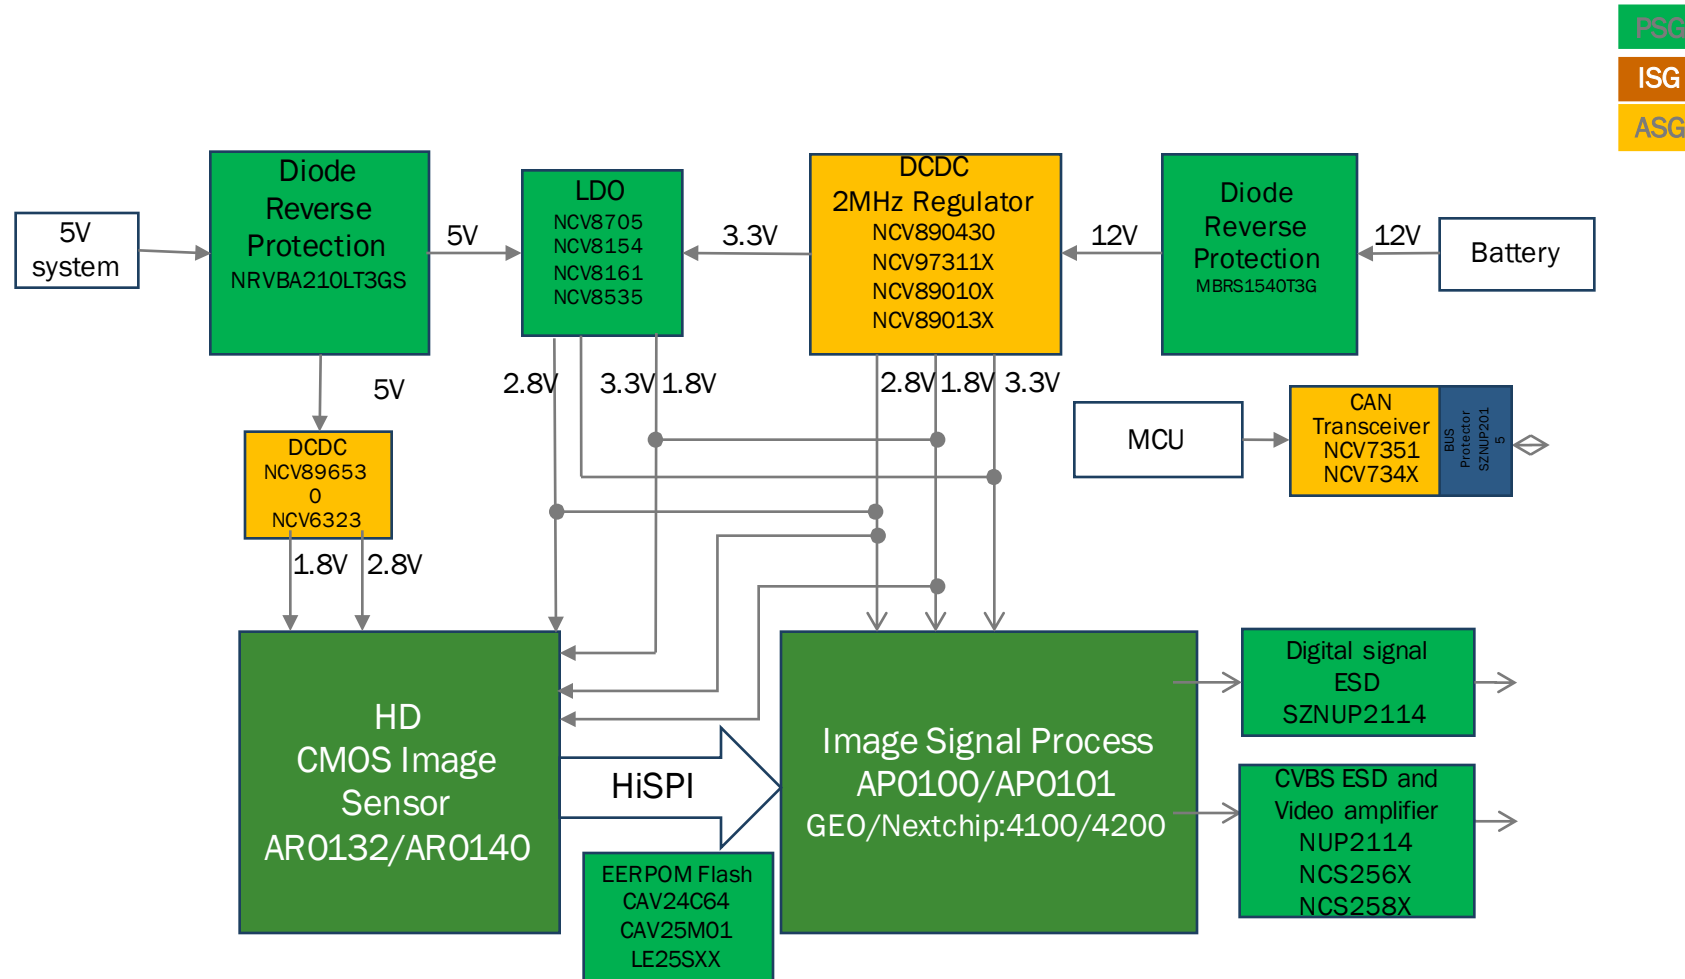 PSG
ISG
ASG
5V
system
Diode
Reverse
Protection
NRVBA210LT3GS
5V
LDO
NCV8705
NCV8154
NCV8161
NCV8535
3.3V
DCDC
2MHz Regulator
NCV890430
NCV97311X
NCV89010X
NCV89013X
12V
Diode
Reverse
Protection
MBRS1540T3G
12V
Battery
5V
2.8V
3.3V
1.8V
2.8V
1.8V
3.3V
DCDC
NCV89653
0
NCV6323
1.8V
2.8V
MCU
CAN
Transceiver
NCV7351
NCV734X
BUS
Protector
SZNUP201
5
HD
CMOS Image
Sensor
AR0132/AR0140
HiSPI
EERPOM Flash
CAV24C64
CAV25M01
LE25SXX
Image Signal Process
AP0100/AP0101
GEO/Nextchip:4100/4200
Digital signal
ESD
SZNUP2114
CVBS ESD and
Video amplifier
NUP2114
NCS256X
NCS258X